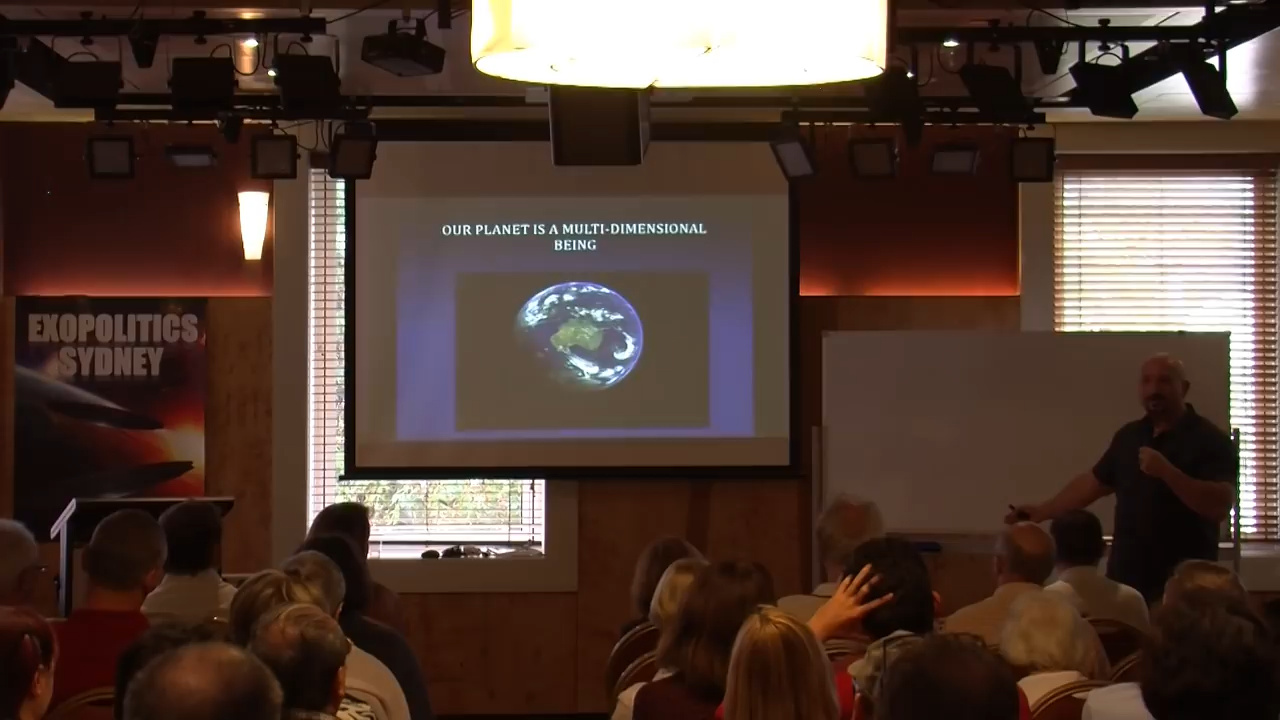 OUR PLANET IS A MULTI-DIMENSIONAL
BEING
EXOPOLITICS
SYDNEY